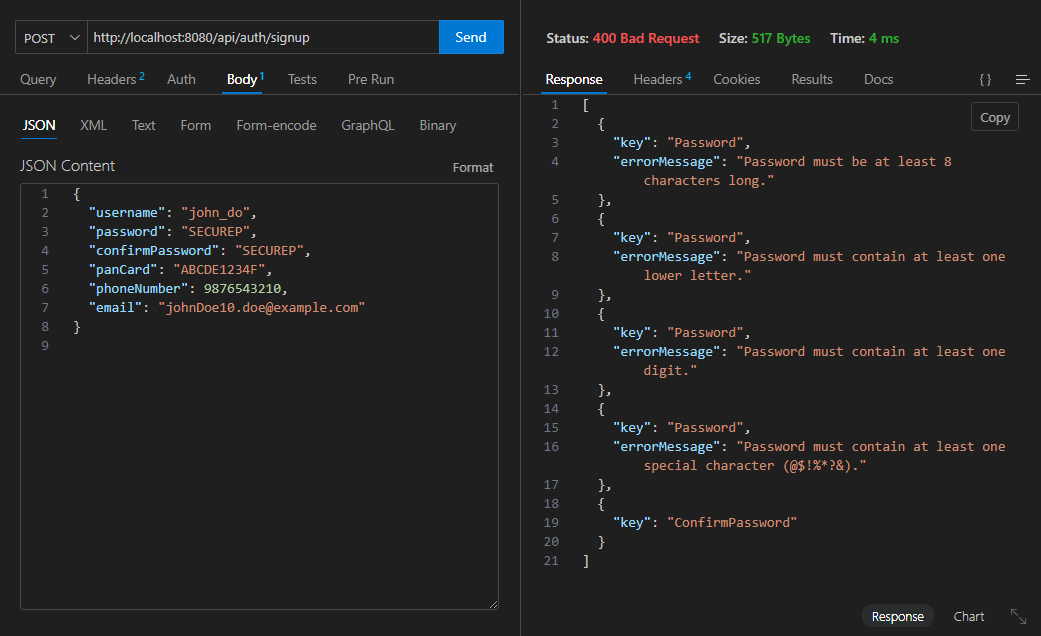 POST
http://localhost:8080/api/auth/signup
Send
Query Headers 2 Auth Body 1 Tests Pre Run
JSON XML Text Form Form-encode GraphQL Binary
JSON Content
Format
1 {
2 "username": "john_do",
3 "password": "SECUREP",
4 "confirmPassword": "SECUREP",
5 "panCard": "ABCDE1234F",
6 "phoneNumber": 9876543210,
7 "email": "johnDoe10.doe@example.com"
8 }
9
Status: 400 Bad Request Size: 517 Bytes Time: 4 ms
Response Headers 4 Cookies Results Docs { }
Copy
1 [
2 {
3 "key": "Password",
4 "errorMessage": "Password must be at least 8
characters long."
5 },
6 {
7 "key": "Password",
8 "errorMessage": "Password must contain at least one
lower letter."
9 },
10 {
11 "key": "Password",
12 "errorMessage": "Password must contain at least one
digit."
13 },
14 {
15 "key": "Password",
16 "errorMessage": "Password must contain at least one
special character (@$!%*?&)."
17 },
18 {
19 "key": "ConfirmPassword"
20 }
21 ]
Response Chart